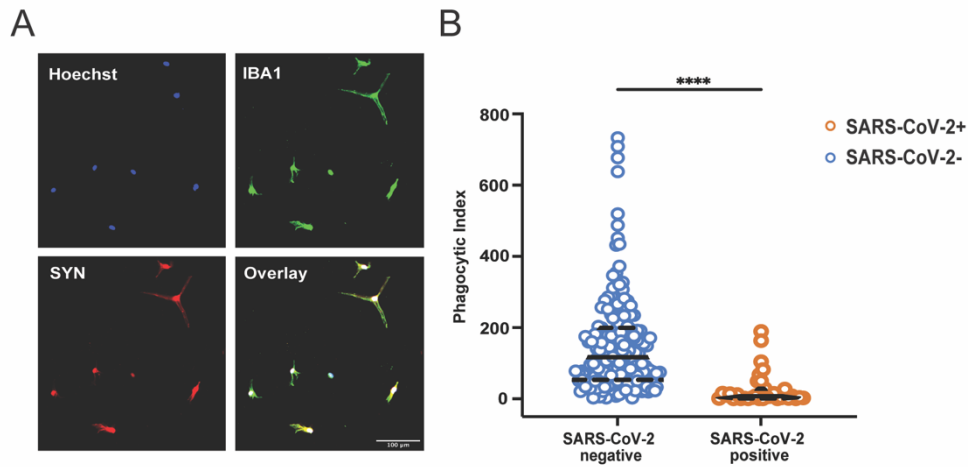 A
Hoechst
IBA1
SYN
Overlay
100 µm
B
****
SARS-CoV-2+
SARS-CoV-2-
Phagocytic Index
800
600
400
200
0
SARS-CoV-2
negative
SARS-CoV-2
positive